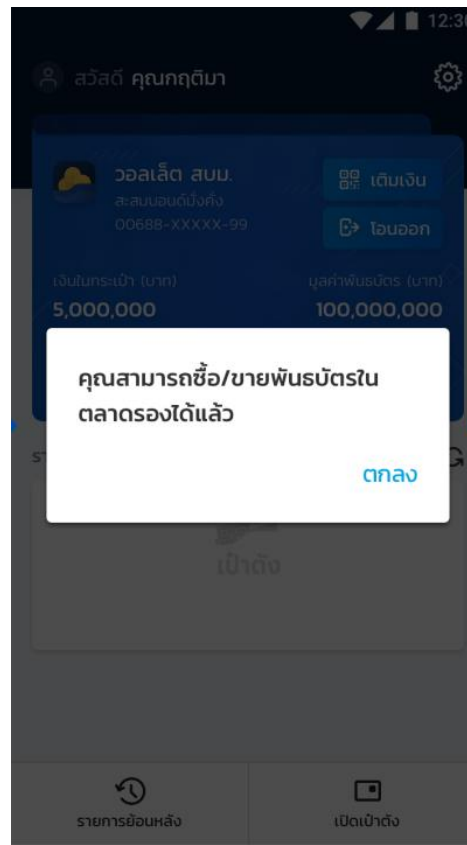 12:30
สวัสดี คุณกฤติมา
วอลเล็ต สบม.
สะสมบอนด์มั่งคั่ง
00688-XXXXX-99
เติมเงิน
โอนออก
เงินในกระเป๋า (บาท)
มูลค่าพันธบัตร (บาท)
5,000,000
100,000,000
คุณสามารถซื้อ/ขายพันธบัตรใน
ตลาดรองได้แล้ว
ตกลง
เป๋าตัง
รายการย้อนหลัง
เปิดเป๋าตัง